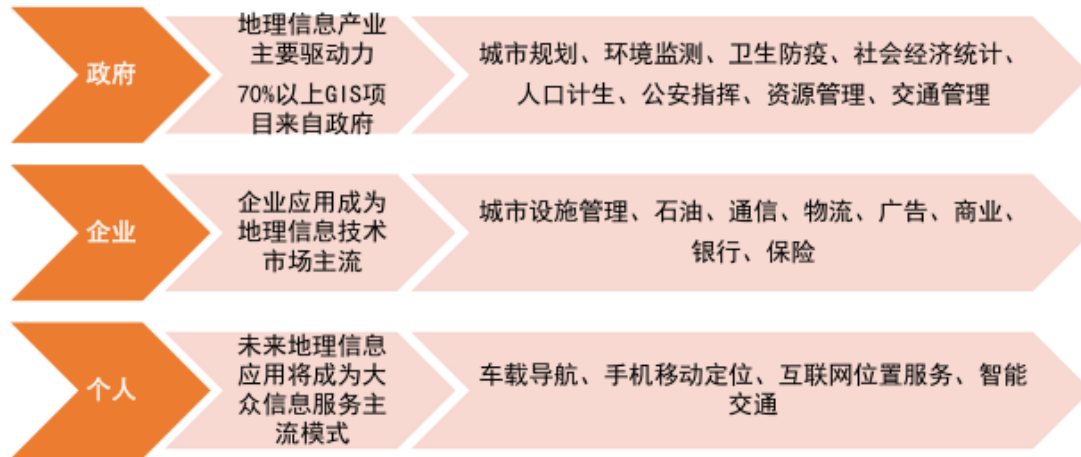 政府
地理信息产业
主要驱动力
70%以上GIS项
目来自政府
城市规划、环境监测、卫生防疫、社会经济统计、
人口计生、公安指挥、资源管理、交通管理
企业
企业应用成为
地理信息技术
市场主流
城市设施管理、石油、通信、物流、广告、商业、
银行、保险
个人
未来地理信息
应用将成为大
众信息服务主
流模式
车载导航、手机移动定位、互联网位置服务、智能
交通